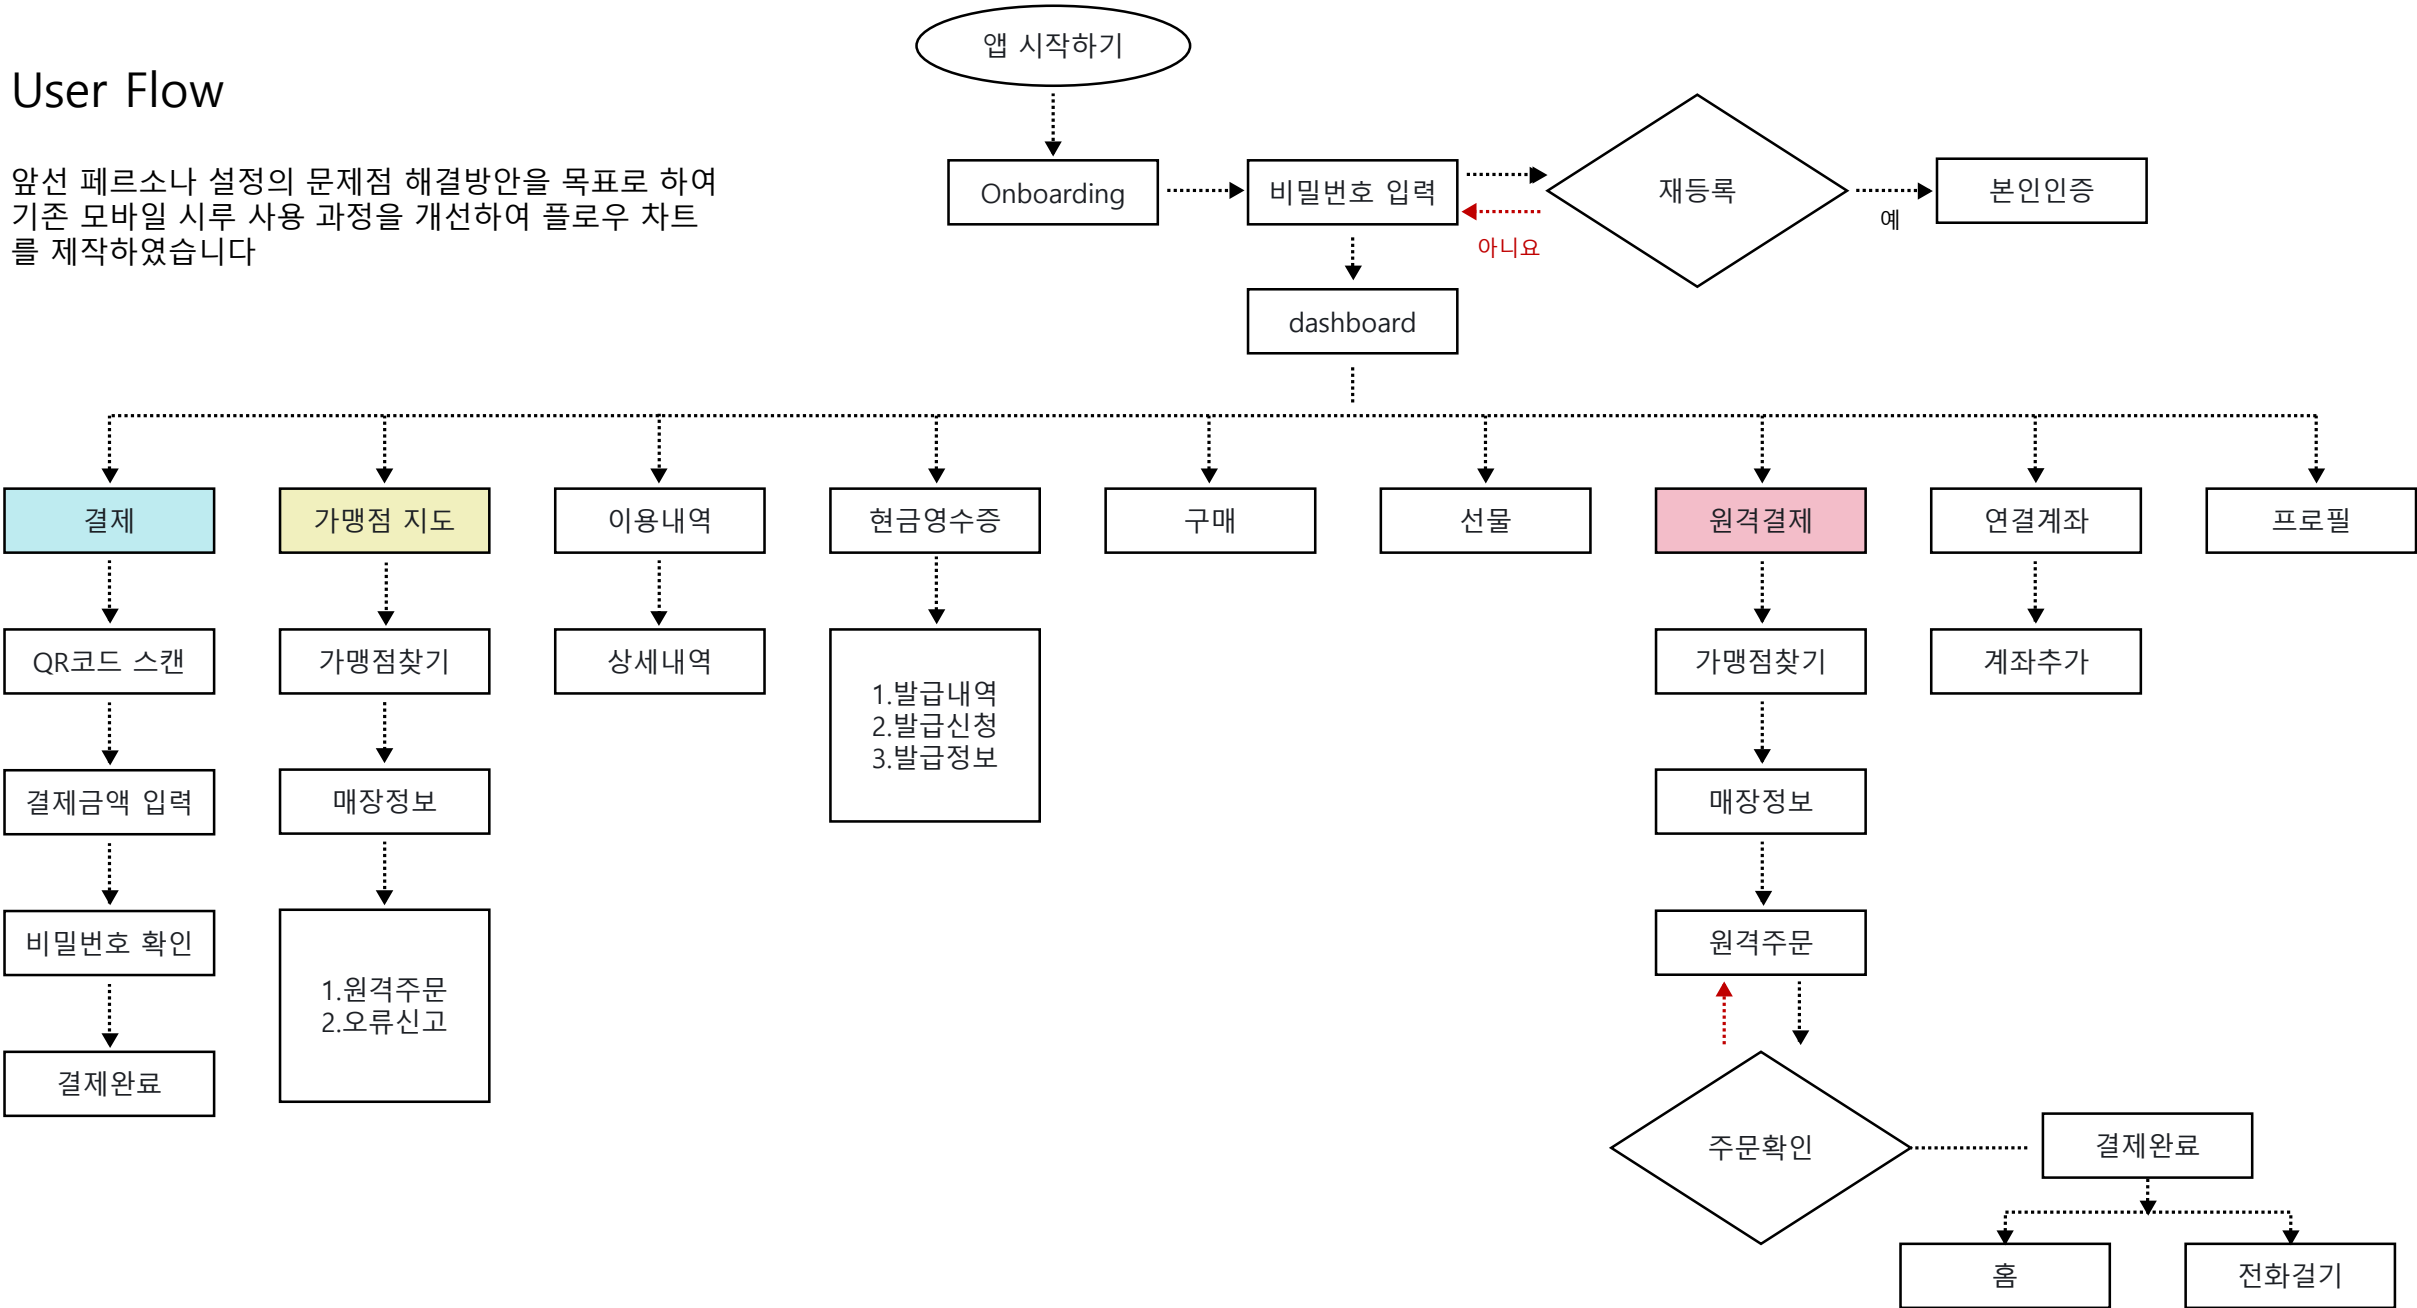 User Flow
앞선 페르소나 설정의 문제점 해결방안을 목표로 하여
기존 모바일 시루 사용 과정을 개선하여 플로우 차트
를 제작하였습니다
앱 시작하기
Onboarding
비밀번호 입력
재등록
본인인증
예
아니요
dashboard
결제
가맹점 지도
이용내역
현금영수증
구매
선물
원격결제
연결계좌
프로필
QR코드 스캔
가맹점찾기
상세내역
1.발급내역
2.발급신청
3.발급정보
가맹점찾기
계좌추가
결제금액 입력
매장정보
매장정보
비밀번호 확인
1.원격주문
2.오류신고
원격주문
결제완료
주문확인
결제완료
홈
전화걸기